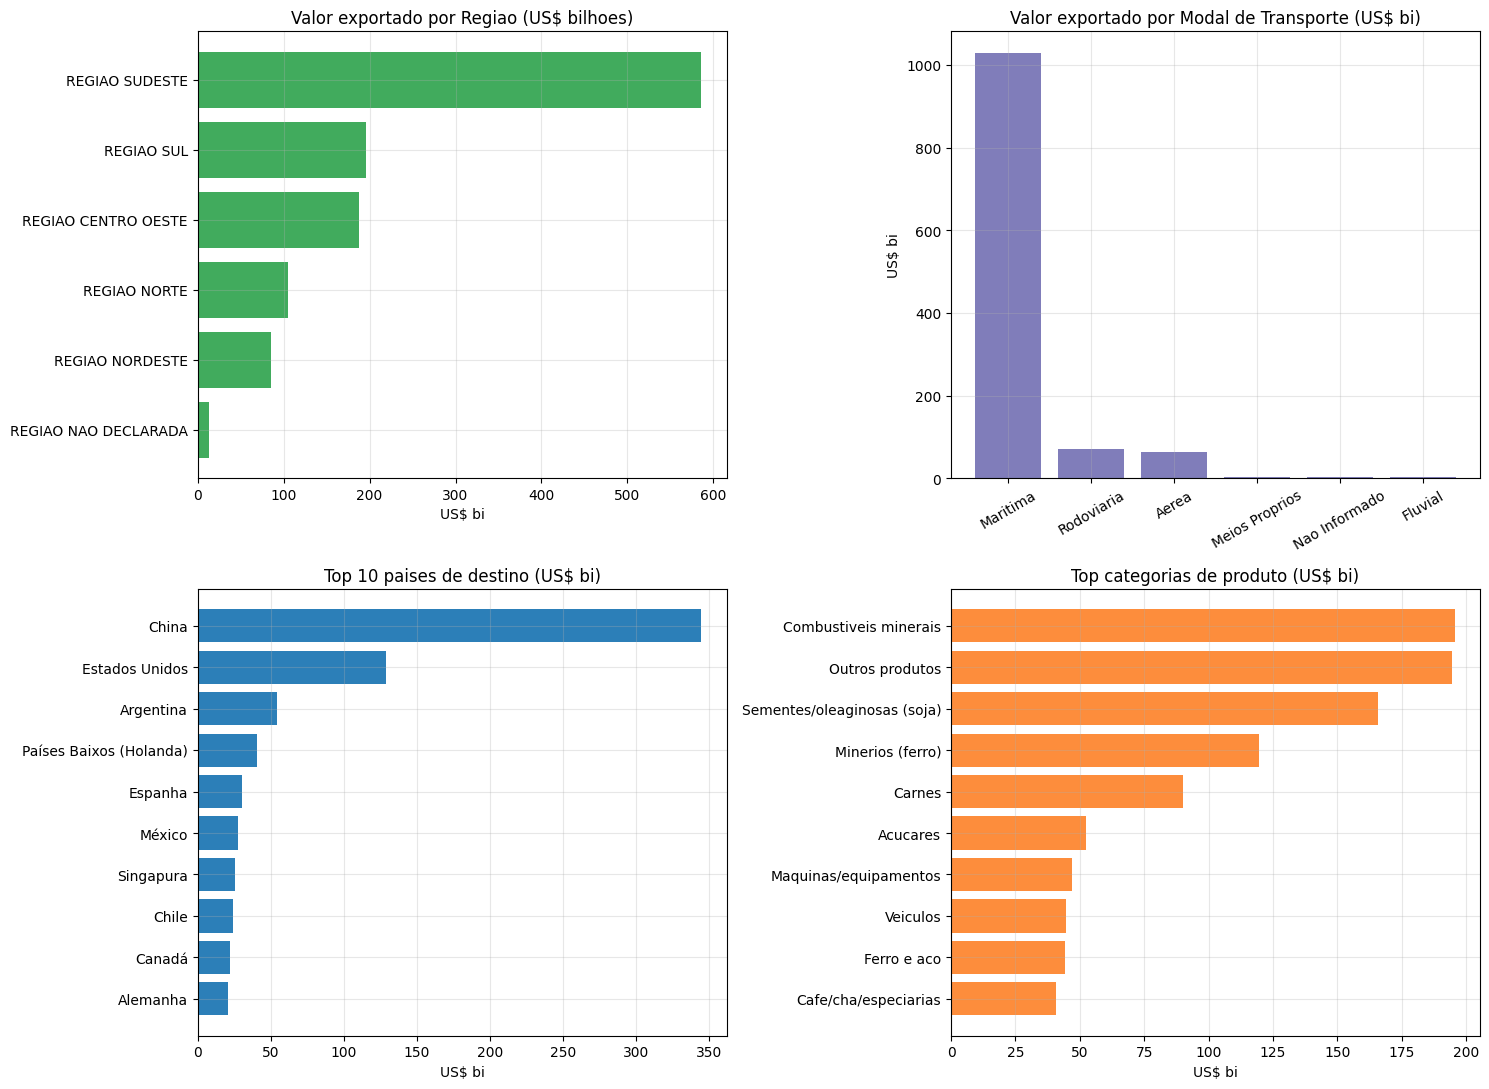 Valor exportado por Regiao (US$ bilhoes)
REGIAO SUDESTE
REGIAO SUL
REGIAO CENTRO OESTE
REGIAO NORTE
REGIAO NORDESTE
REGIAO NAO DECLARADA
0 100 200 300 400 500 600
US$ bi
Valor exportado por Modal de Transporte (US$ bi)
1000
800
600
400
200
0
US$ bi
Maritima Rodoviaria Aerea Meios Proprios Nao Informado Fluvial
Top 10 paises de destino (US$ bi)
China
Estados Unidos
Argentina
Países Baixos (Holanda)
Espanha
México
Singapura
Chile
Canadá
Alemanha
0 50 100 150 200 250 300 350
US$ bi
Top categorias de produto (US$ bi)
Combustiveis minerais
Outros produtos
Sementes/oleaginosas (soja)
Minerios (ferro)
Carnes
Acucares
Maquinas/equipamentos
Veiculos
Ferro e aco
Cafe/cha/especiarias
0 25 50 75 100 125 150 175 200
US$ bi